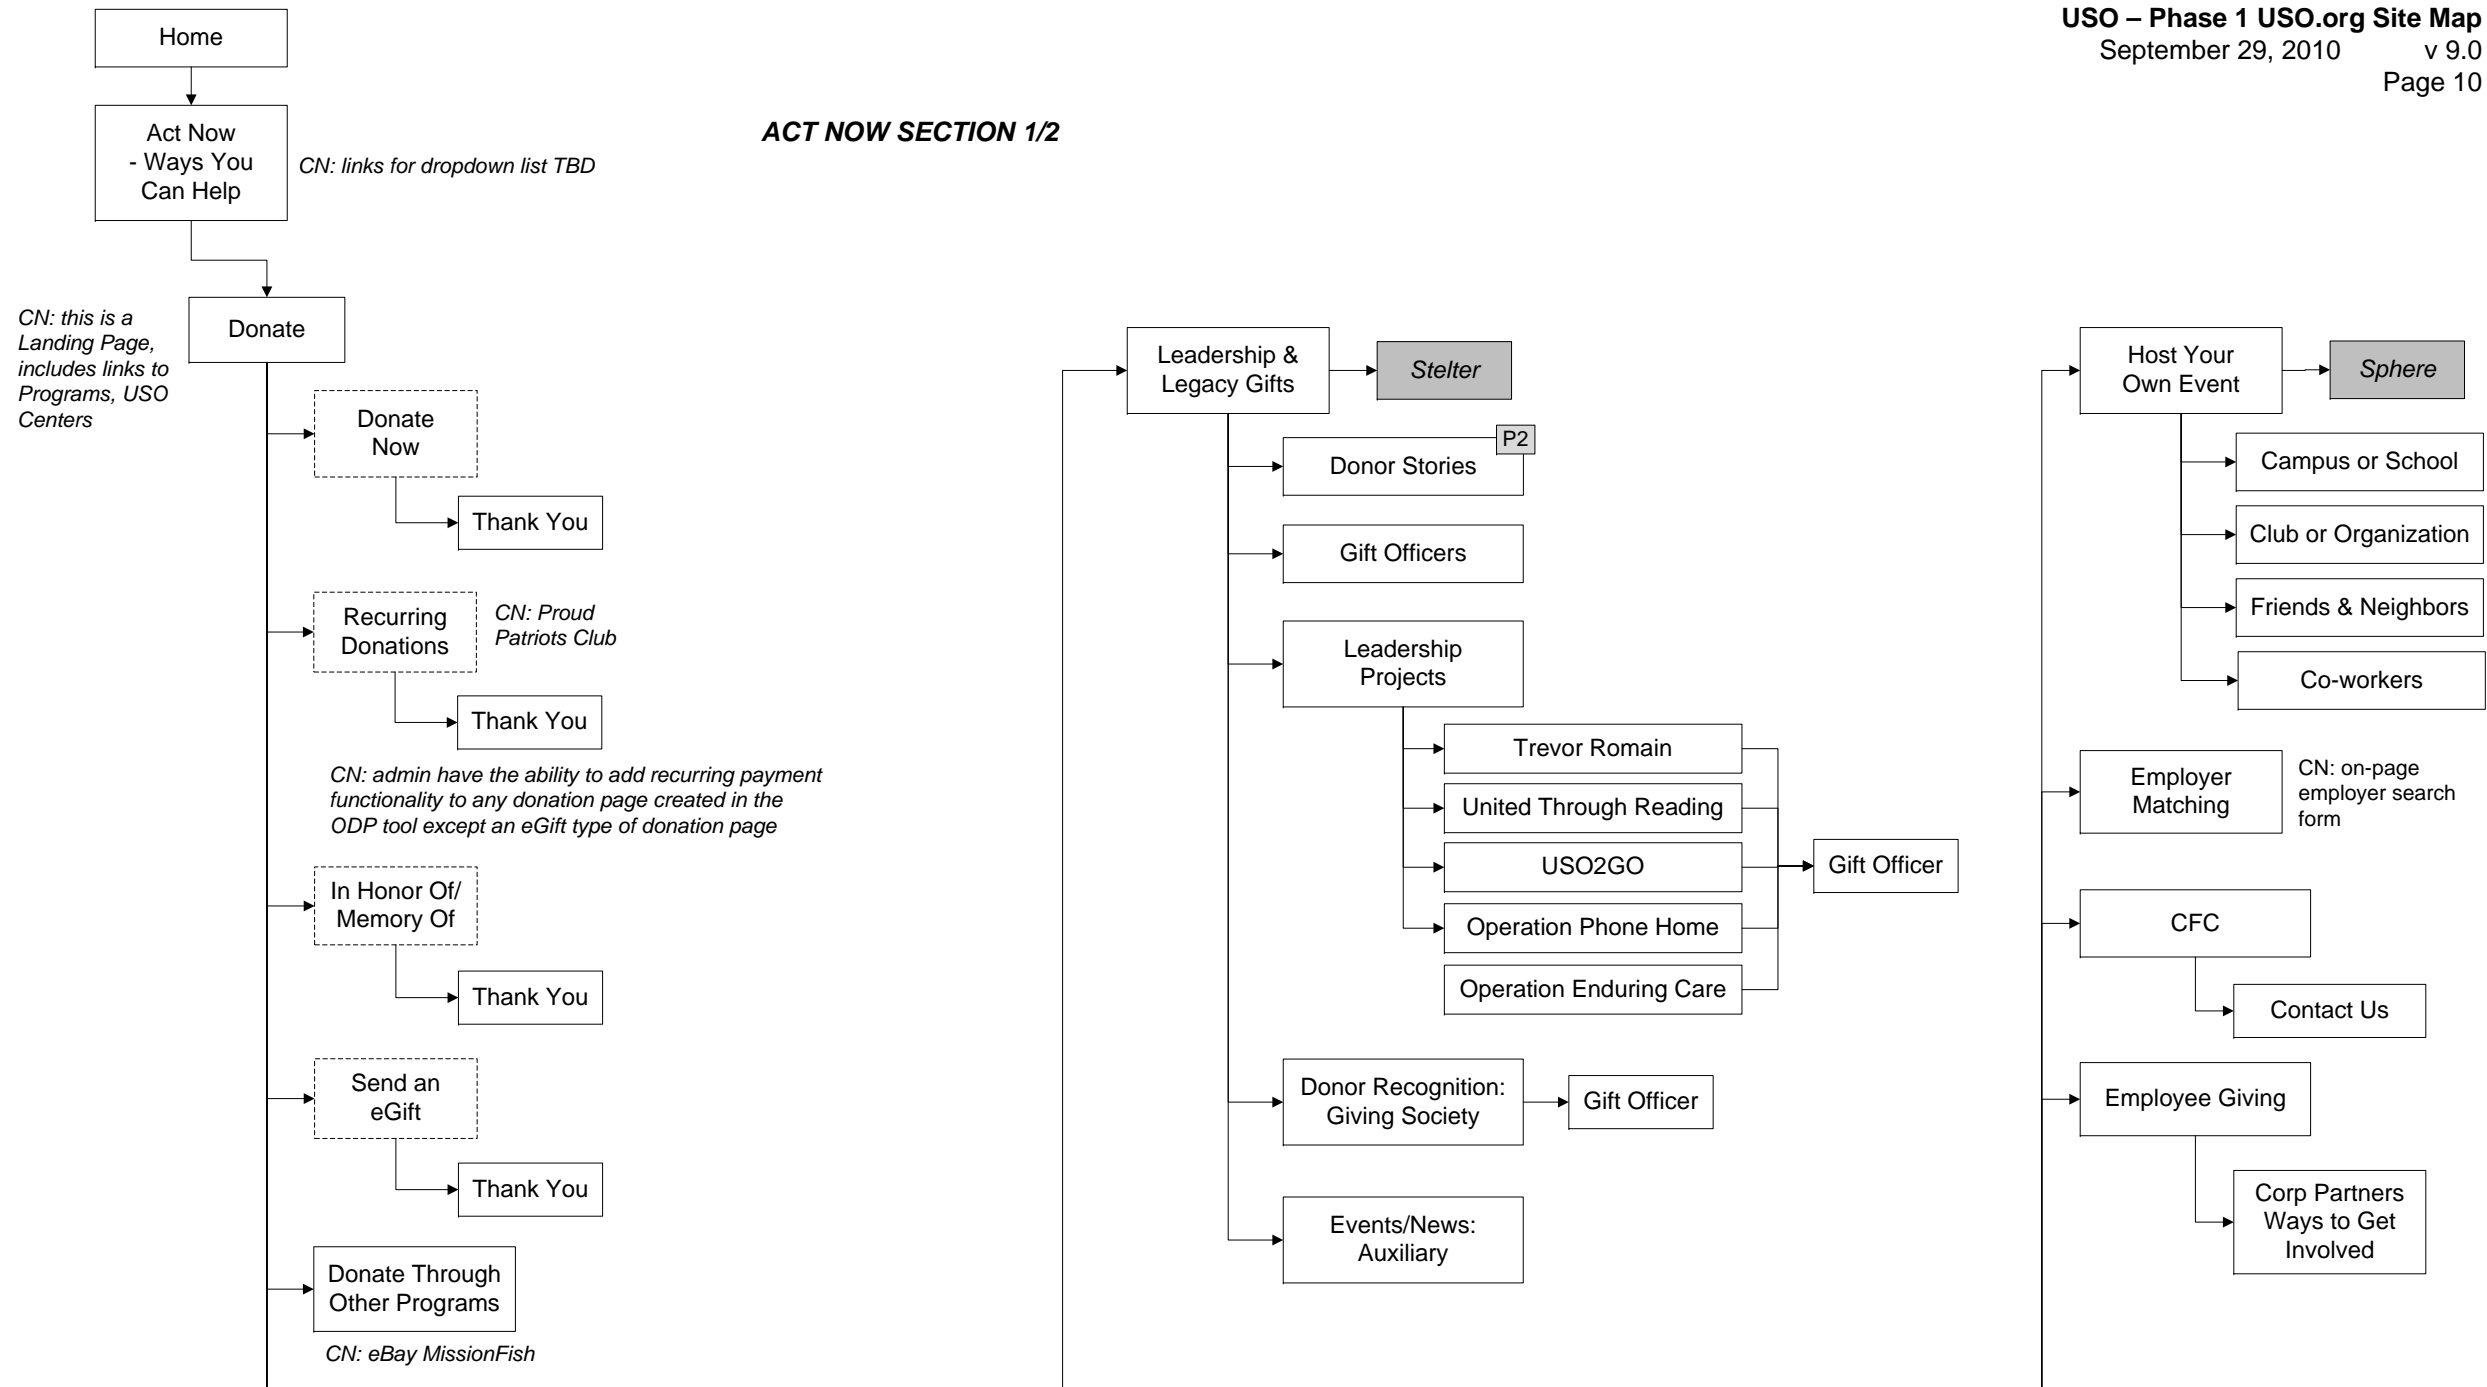 USO – Phase 1 USO.org Site Map
September 29, 2010 v 9.0
Page 10
ACT NOW SECTION 1/2
Home
Act Now
- Ways You
Can Help
CN: links for dropdown list TBD
Donate
CN: this is a
Landing Page,
includes links to
Programs, USO
Centers
Donate
Now
Thank You
Recurring
Donations
CN: Proud
Patriots Club
Thank You
CN: admin have the ability to add recurring payment
functionality to any donation page created in the
ODP tool except an eGift type of donation page
In Honor Of/
Memory Of
Thank You
Send an
eGift
Thank You
Donate Through
Other Programs
CN: eBay MissionFish
Leadership &
Legacy Gifts
Stelter
P2
Donor Stories
Gift Officers
Leadership
Projects
Trevor Romain
United Through Reading
USO2GO
Operation Phone Home
Operation Enduring Care
Gift Officer
Donor Recognition:
Giving Society
Gift Officer
Events/News:
Auxiliary
Host Your
Own Event
Sphere
Campus or School
Club or Organization
Friends & Neighbors
Co-workers
Employer
Matching
CN: on-page
employer search
form
CFC
Contact Us
Employee Giving
Corp Partners
Ways to Get
Involved